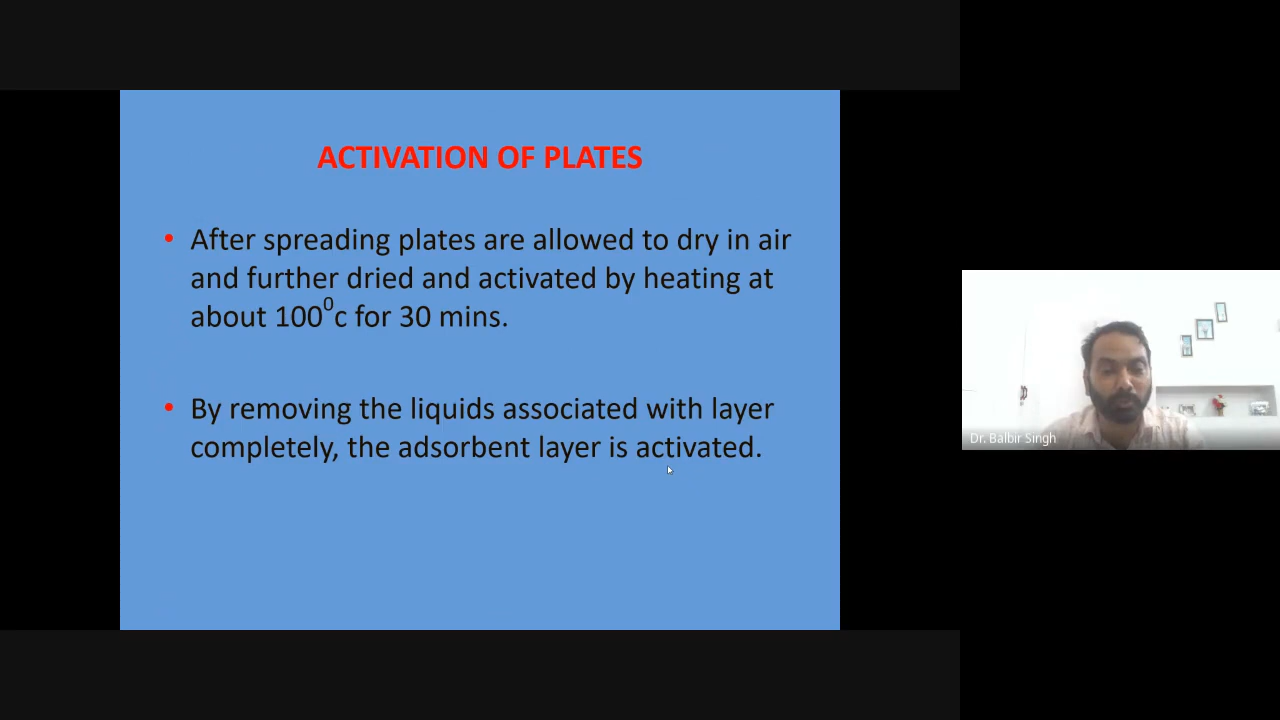 ACTIVATION OF PLATES
• After spreading plates are allowed to dry in air
and further dried and activated by heating at
about 100⁰c for 30 mins.
• By removing the liquids associated with layer
completely, the adsorbent layer is activated.
Dr. Balbir Singh